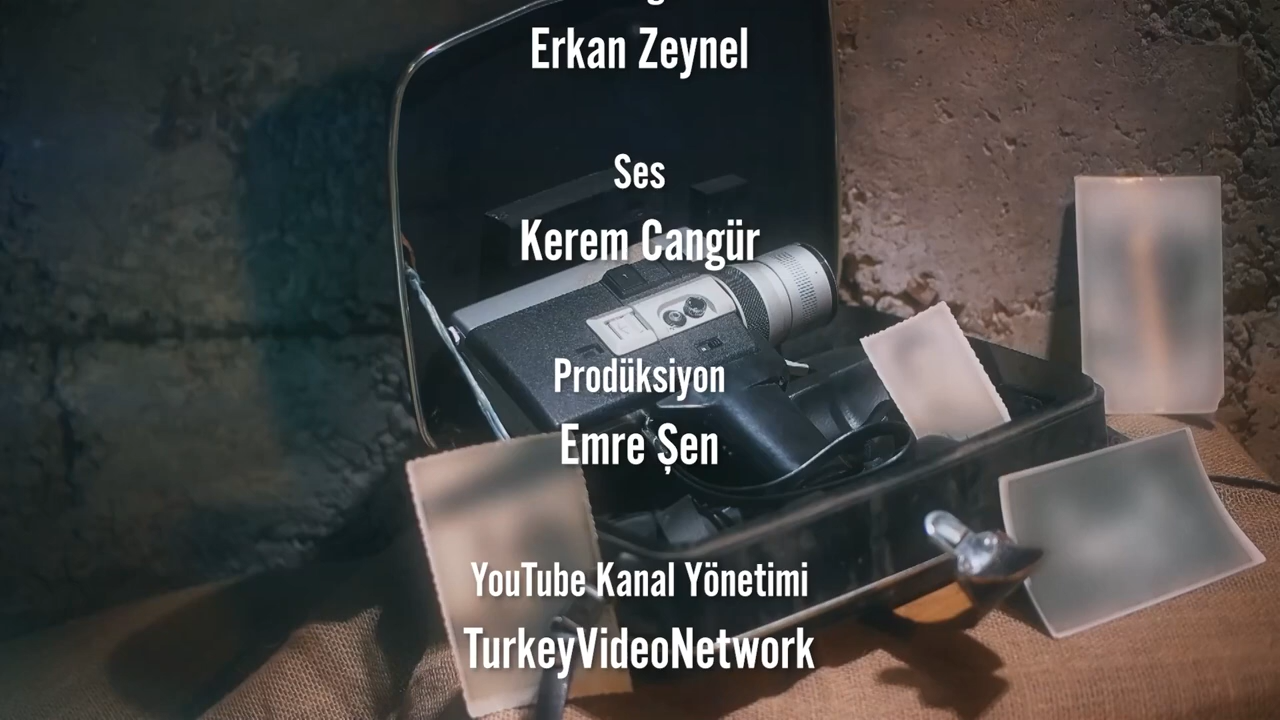 Erkan Zeynel
Ses
Kerem Cangür
Prodüksiyon
Emre Şen
YouTube Kanal Yönetimi
TurkeyVideoNetwork